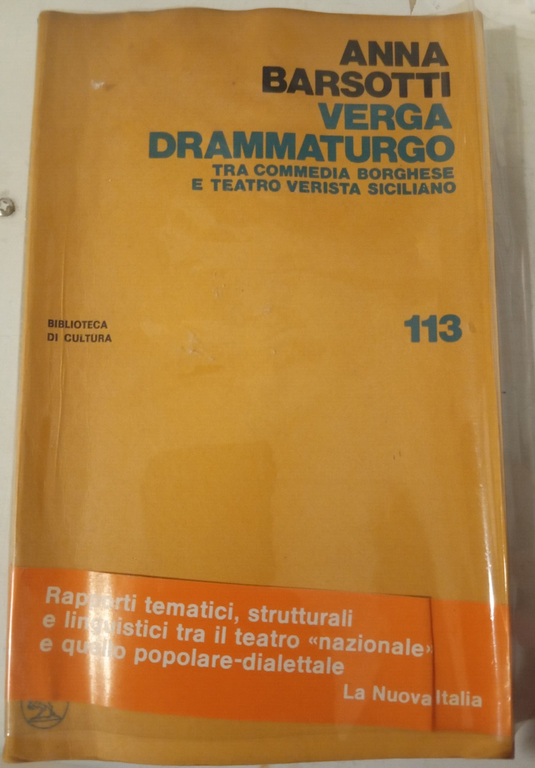 ANNA
BARSOTTI
VERGA
DRAMMATURGO
TRA COMMEDIA BORGHESE
E TEATRO VERISTA SICILIANO
BIBLIOTECA
DI CULTURA
113
Rapporti tematici, strutturali
e linguistici tra il teatro «nazionale»
e quello popolare-dialettale
La Nuova Italia